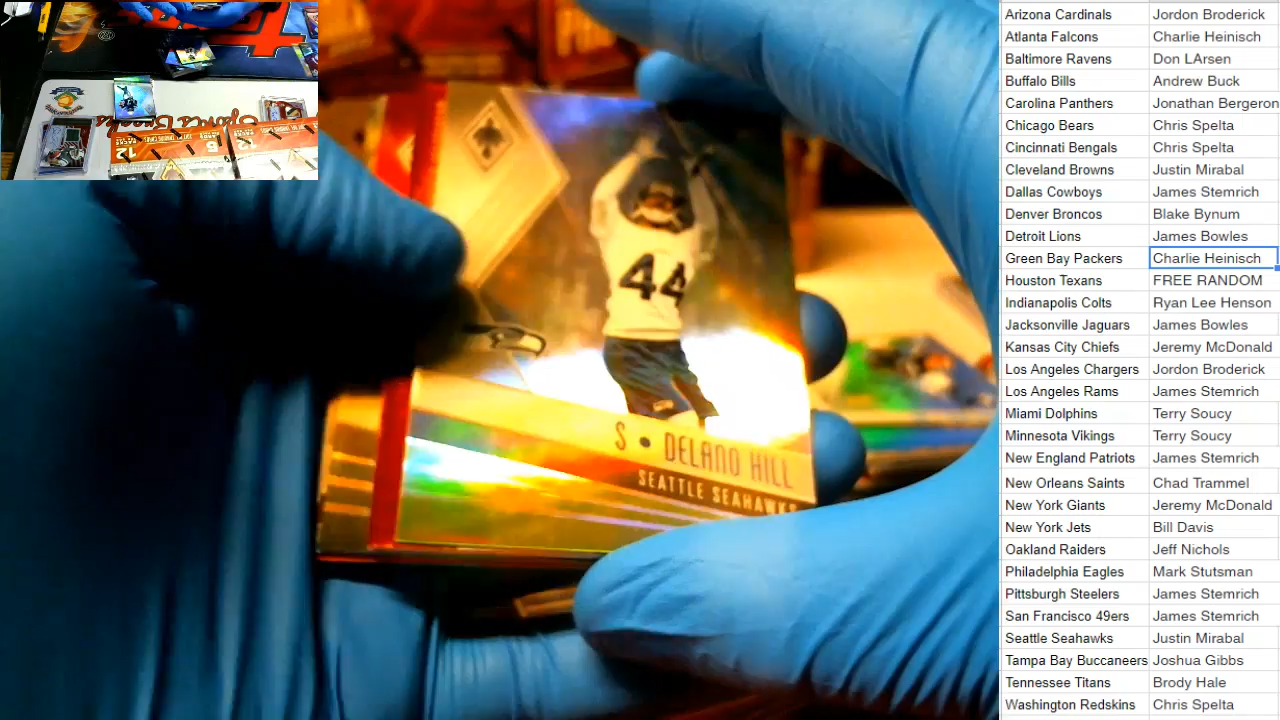 44
S • DELANO HILL
SEATTLE SEAHAWKS
12
12
Arizona Cardinals Jordon Broderick
Atlanta Falcons Charlie Heinisch
Baltimore Ravens Don LArsen
Buffalo Bills Andrew Buck
Carolina Panthers Jonathan Bergeron
Chicago Bears Chris Spelta
Cincinnati Bengals Chris Spelta
Cleveland Browns Justin Mirabal
Dallas Cowboys James Stemrich
Denver Broncos Blake Bynum
Detroit Lions James Bowles
Green Bay Packers Charlie Heinisch
Houston Texans FREE RANDOM
Indianapolis Colts Ryan Lee Henson
Jacksonville Jaguars James Bowles
Kansas City Chiefs Jeremy McDonald
Los Angeles Chargers Jordon Broderick
Los Angeles Rams James Stemrich
Miami Dolphins Terry Soucy
Minnesota Vikings Terry Soucy
New England Patriots James Stemrich
New Orleans Saints Chad Trammel
New York Giants Jeremy McDonald
New York Jets Bill Davis
Oakland Raiders Jeff Nichols
Philadelphia Eagles Mark Stutsman
Pittsburgh Steelers James Stemrich
San Francisco 49ers James Stemrich
Seattle Seahawks Justin Mirabal
Tampa Bay Buccaneers Joshua Gibbs
Tennessee Titans Brody Hale
Washington Redskins Chris Spelta